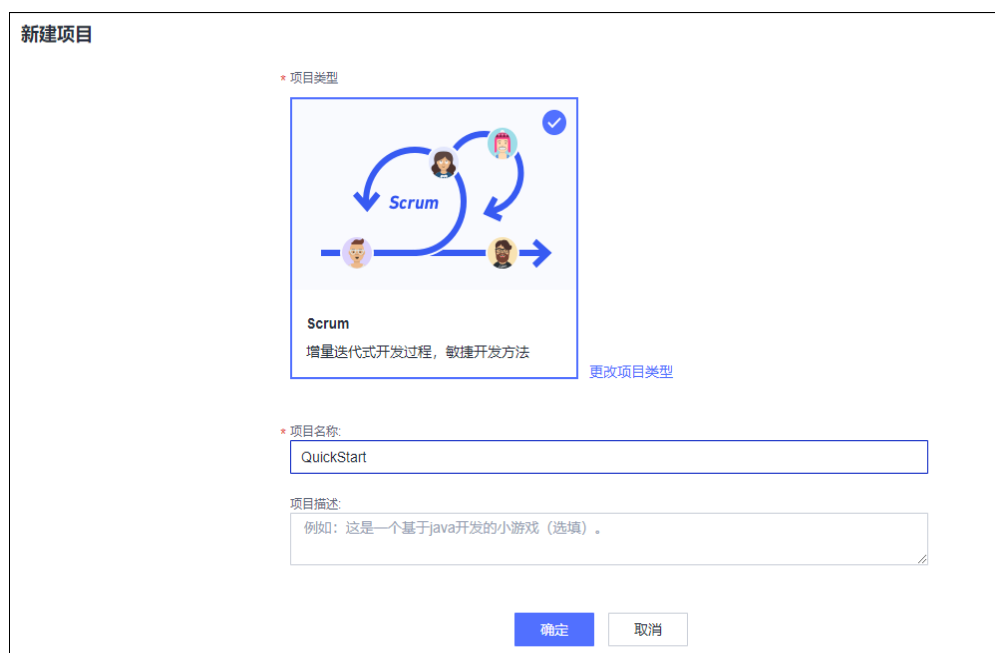 新建项目
* 项目类型
Scrum
Scrum
增量迭代式开发过程，敏捷开发方法
更改项目类型
* 项目名称:
QuickStart
项目描述:
例如：这是一个基于java开发的小游戏（选填）。
确定
取消